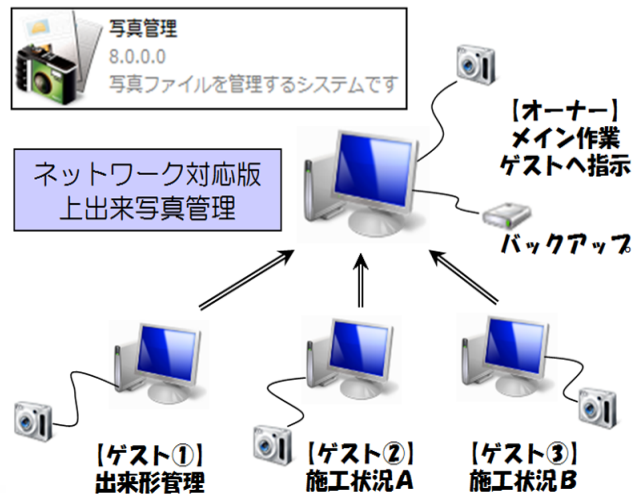 写真管理
8.0.0.0
写真ファイルを管理するシステムです
【オーナー】
メイン作業
ゲストへ指示
ネットワーク対応版
上出来写真管理
バックアップ
【ゲスト①】
出来形管理
【ゲスト②】
施工状況A
【ゲスト③】
施工状況B